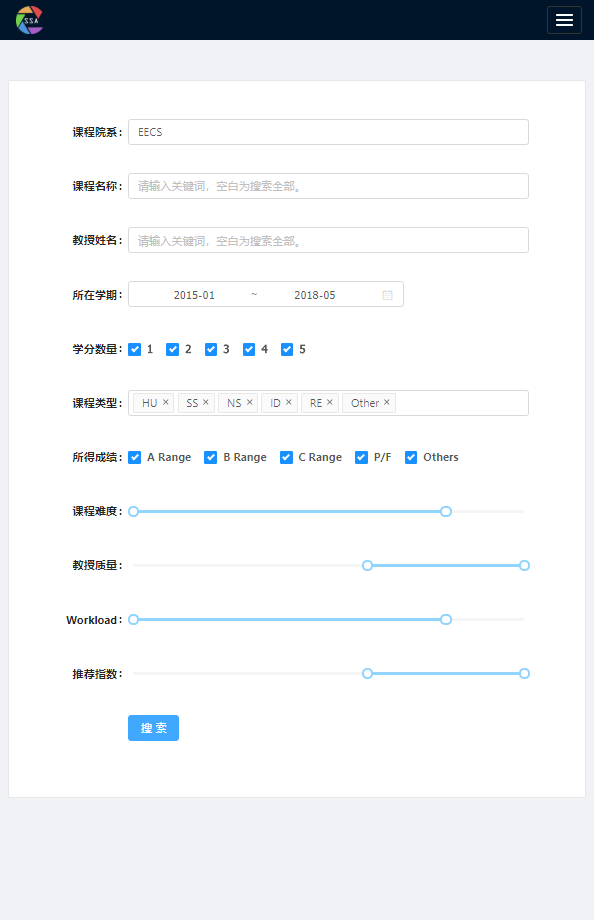 课程院系: EECS
课程名称: 请输入关键词，空白为搜索全部。
教授姓名: 请输入关键词，空白为搜索全部。
所在学期: 2015-01 ~ 2018-05
学分数量: 1 2 3 4 5
课程类型: HU × SS × NS × ID × RE × Other ×
所得成绩: A Range B Range C Range P/F Others
课程难度:
教授质量:
Workload:
推荐指数:
搜 索